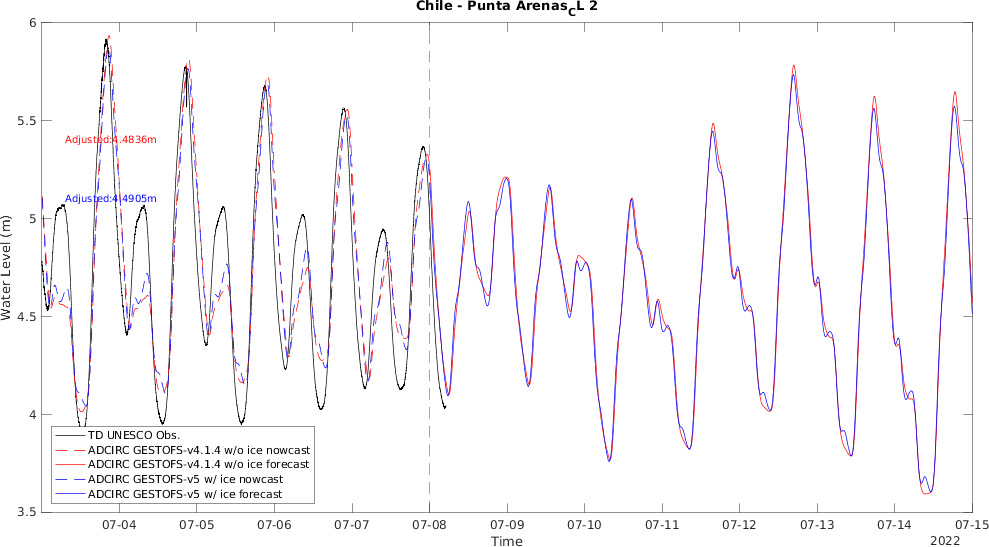 Chile - Punta Arenas_CL 2
Water Level (m)
6
5.5
5
4.5
4
3.5
Adjusted:4.4836m
Adjusted:4.4905m
TD UNESCO Obs.
ADCIRC GESTOFS-v4.1.4 w/o ice nowcast
ADCIRC GESTOFS-v4.1.4 w/o ice forecast
ADCIRC GESTOFS-v5 w/ ice nowcast
ADCIRC GESTOFS-v5 w/ ice forecast
07-04 07-05 07-06 07-07 07-08 07-09 07-10 07-11 07-12 07-13 07-14 07-15
Time
2022